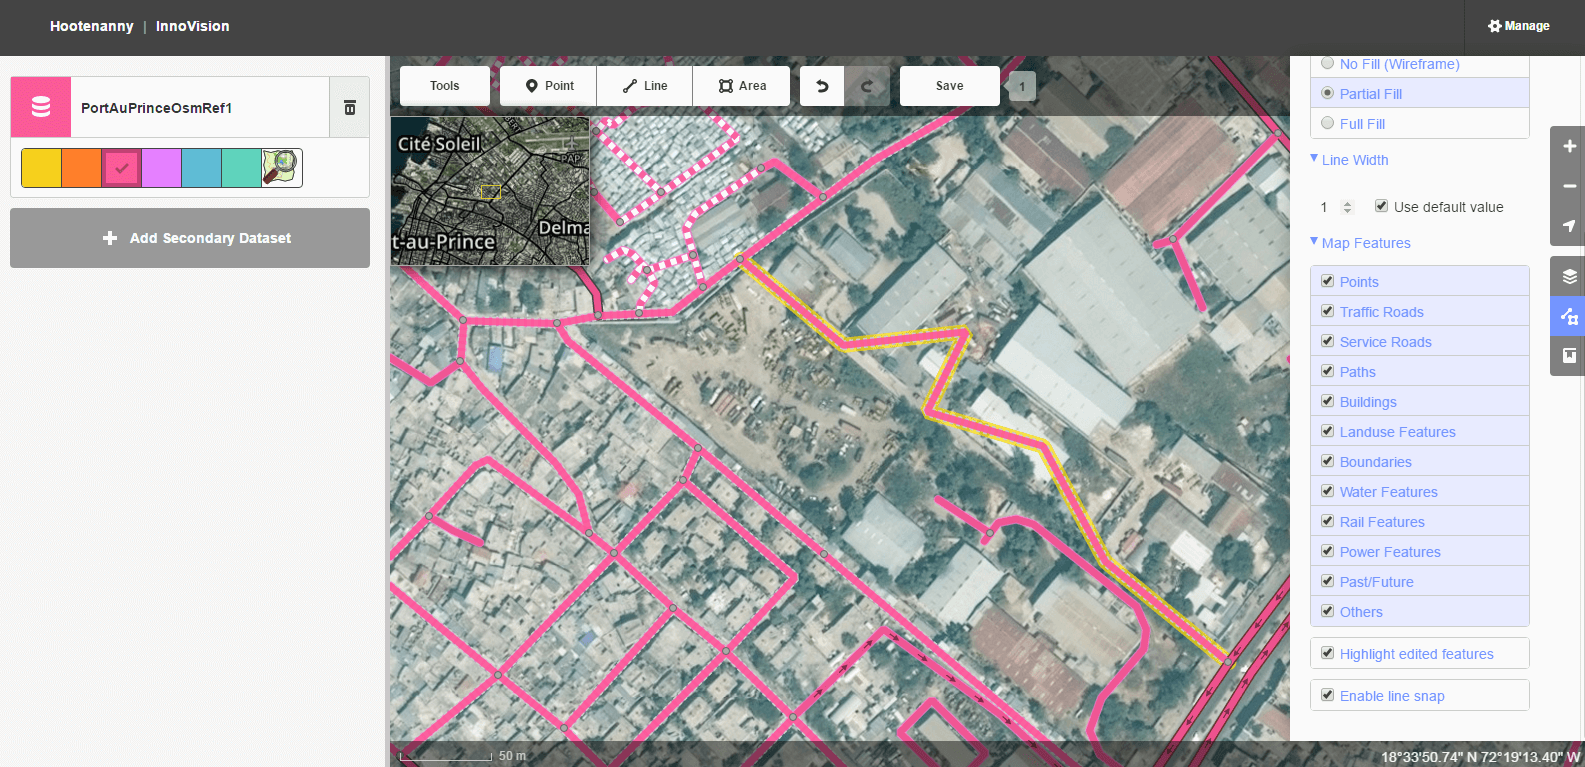 Hootenanny | InnoVision
Manage
PortAuPrinceOsmRef1
Add Secondary Dataset
Tools
Point
Line
Area
Save
1
Cité Soleil
PAP
Delma
t-au-Prince
50 m
No Fill (Wireframe)
Partial Fill
Full Fill
Line Width
1
Use default value
Map Features
Points
Traffic Roads
Service Roads
Paths
Buildings
Landuse Features
Boundaries
Water Features
Rail Features
Power Features
Past/Future
Others
Highlight edited features
Enable line snap
18°33'50.74" N 72°19'13.40" W